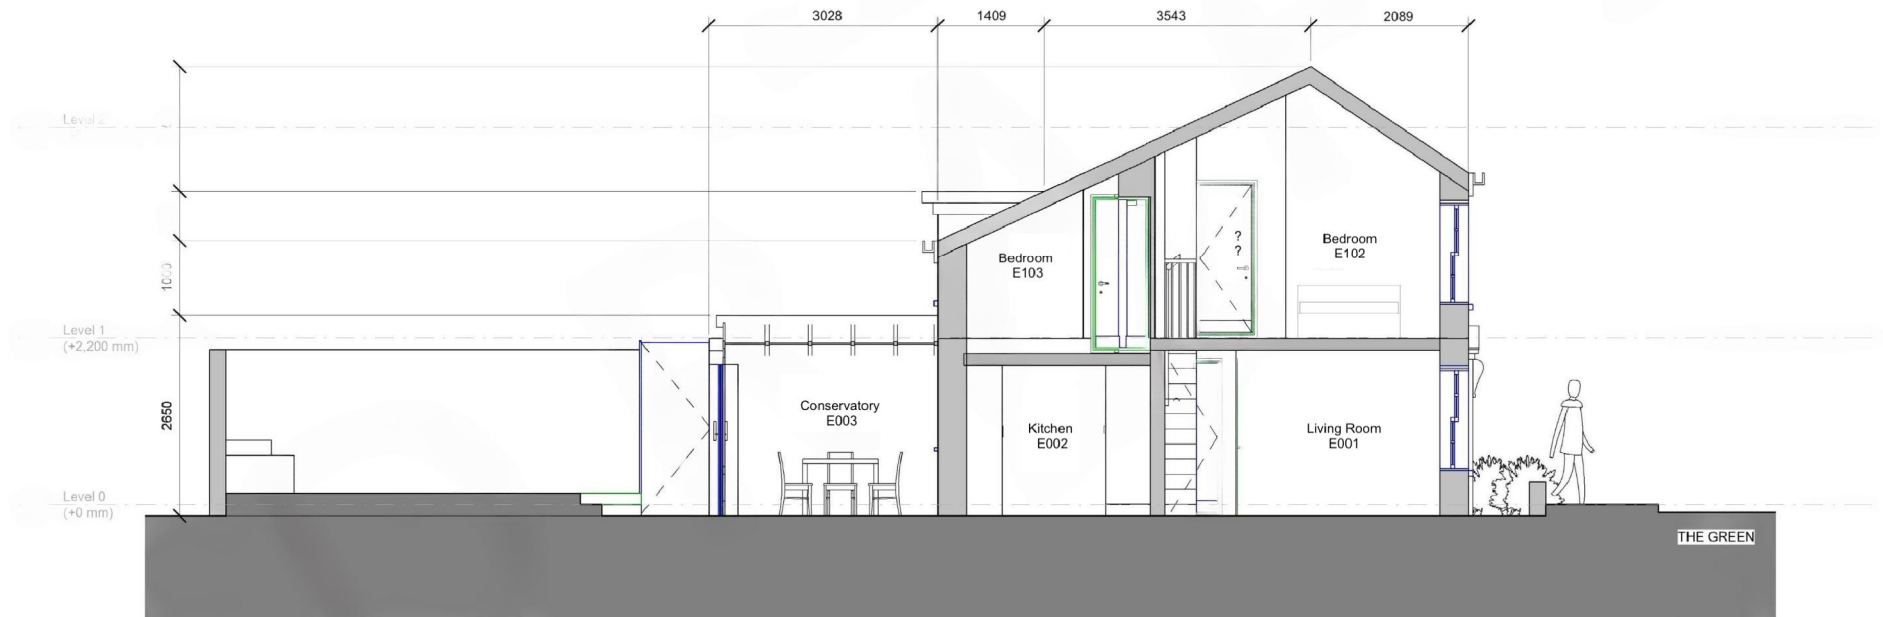 3028
1409
3543
2089
Level 2
1000
Bedroom
E103
?
?
Bedroom
E102
Level 1
(+2,200 mm)
2650
Conservatory
E003
Kitchen
E002
Living Room
E001
Level 0
(+0 mm)
THE GREEN